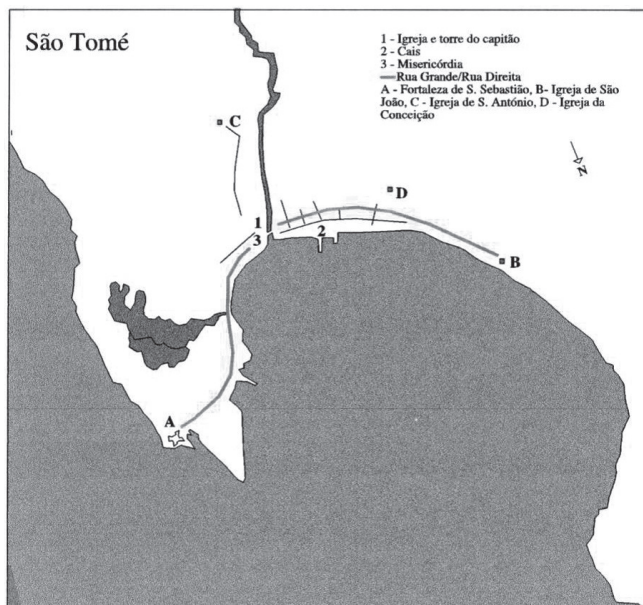 São Tomé
1 - Igreja e torre do capitão
2 - Cais
3 - Misericórdia
Rua Grande/Rua Direita
A - Fortaleza de S. Sebastião, B- Igreja de São
João, C - Igreja de S. António, D - Igreja da
Conceição
N
C
D
1
3
2
B
A